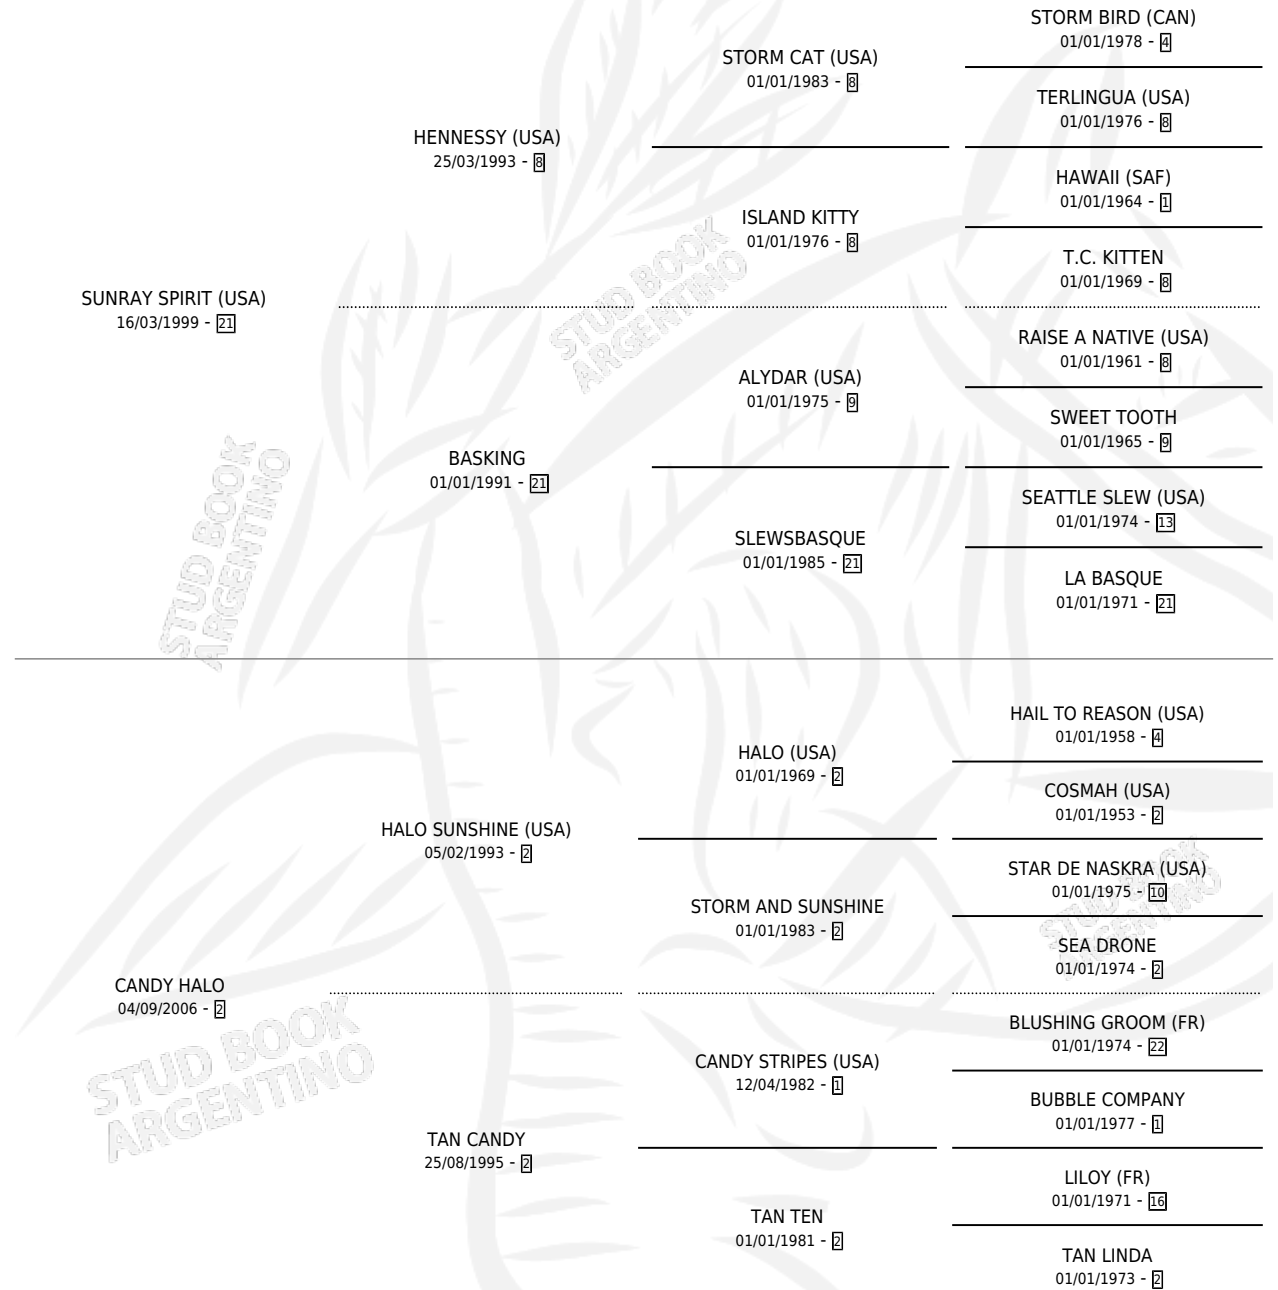 STORM BIRD (CAN)
01/01/1978 - 4
STORM CAT (USA)
01/01/1983 - 8
TERLINGUA (USA)
01/01/1976 - 8
HENNESSY (USA)
25/03/1993 - 8
HAWAII (SAF)
01/01/1964 - 1
ISLAND KITTY
01/01/1976 - 8
T.C. KITTEN
01/01/1969 - 8
SUNRAY SPIRIT (USA)
16/03/1999 - 21
RAISE A NATIVE (USA)
01/01/1961 - 8
ALYDAR (USA)
01/01/1975 - 9
SWEET TOOTH
01/01/1965 - 9
BASKING
01/01/1991 - 21
SEATTLE SLEW (USA)
01/01/1974 - 13
SLEWSBASQUE
01/01/1985 - 21
LA BASQUE
01/01/1971 - 21
HAIL TO REASON (USA)
01/01/1958 - 4
HALO (USA)
01/01/1969 - 2
COSMAH (USA)
01/01/1953 - 2
HALO SUNSHINE (USA)
05/02/1993 - 2
STAR DE NASKRA (USA)
01/01/1975 - 10
STORM AND SUNSHINE
01/01/1983 - 2
SEA DRONE
01/01/1974 - 2
CANDY HALO
04/09/2006 - 2
BLUSHING GROOM (FR)
01/01/1974 - 22
CANDY STRIPES (USA)
12/04/1982 - 1
BUBBLE COMPANY
01/01/1977 - 1
TAN CANDY
25/08/1995 - 2
LILOY (FR)
01/01/1971 - 16
TAN TEN
01/01/1981 - 2
TAN LINDA
01/01/1973 - 2
STUD BOOK
ARGENTINO
STUD BOOK
ARGENTINO
STUD BOOK
ARGENTINO
STUD BOOK
ARGENTINO